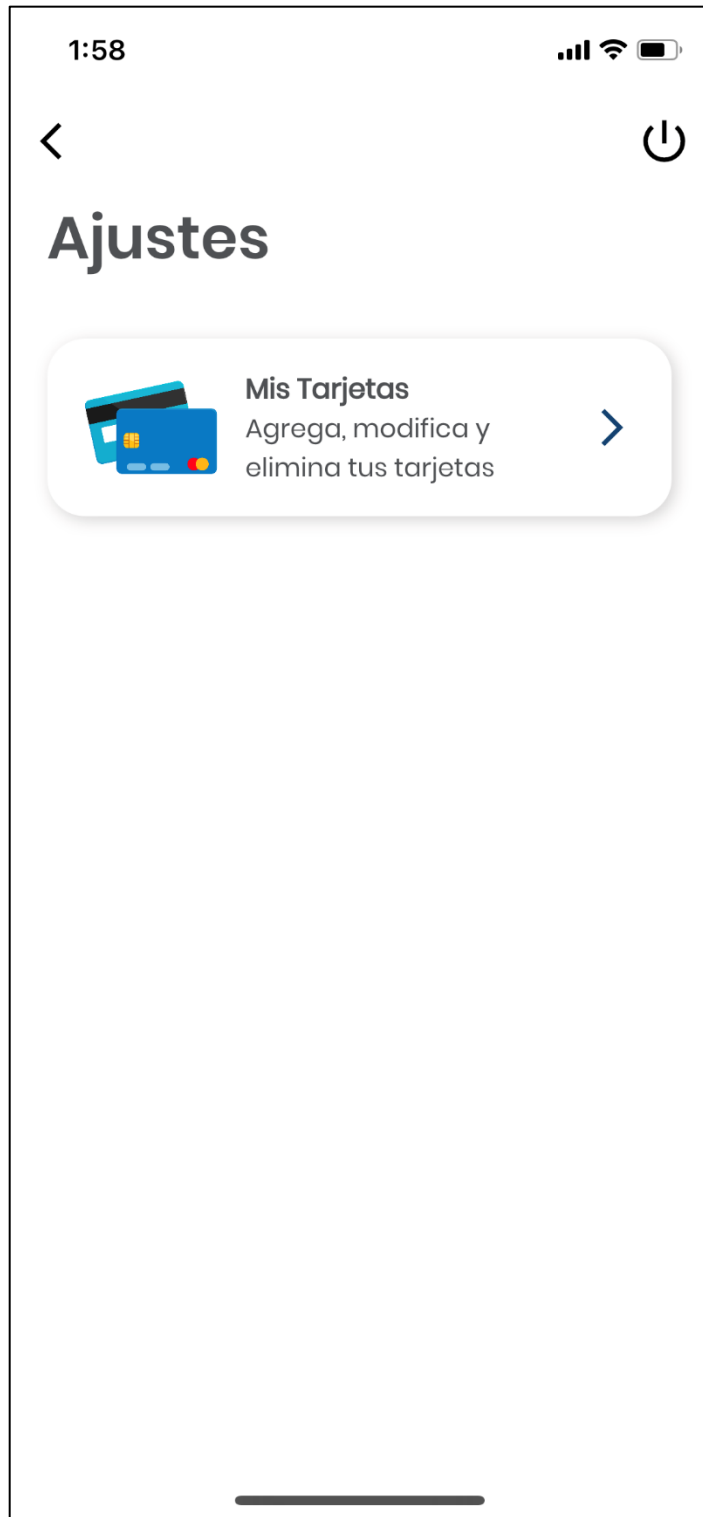 1:58
Ajustes
Mis Tarjetas
Agrega, modifica y
elimina tus tarjetas